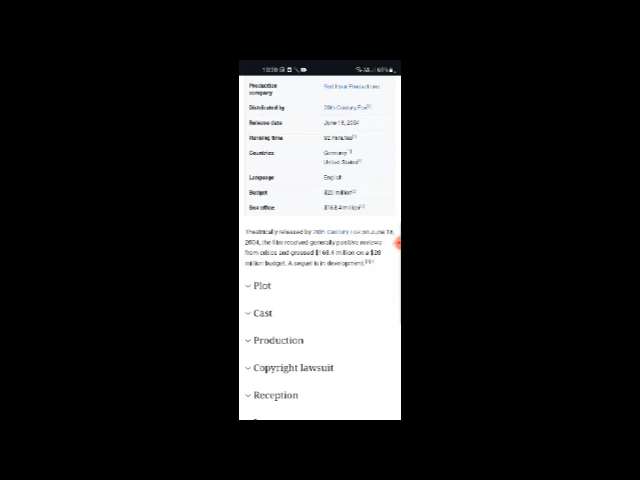 Production
company
Red Hour Productions
Distributed by
20th Century Fox
Release date
June 18, 2004
Running time
92 minutes
Countries
Germany
United States
Language
English
Budget
$20 million
Box office
$168.4 million
Theatrically released by 20th Century Fox on June 18,
2004, the film received generally positive reviews
from critics and grossed $168.4 million on a $20
million budget. A sequel is in development.
Plot
Cast
Production
Copyright lawsuit
Reception